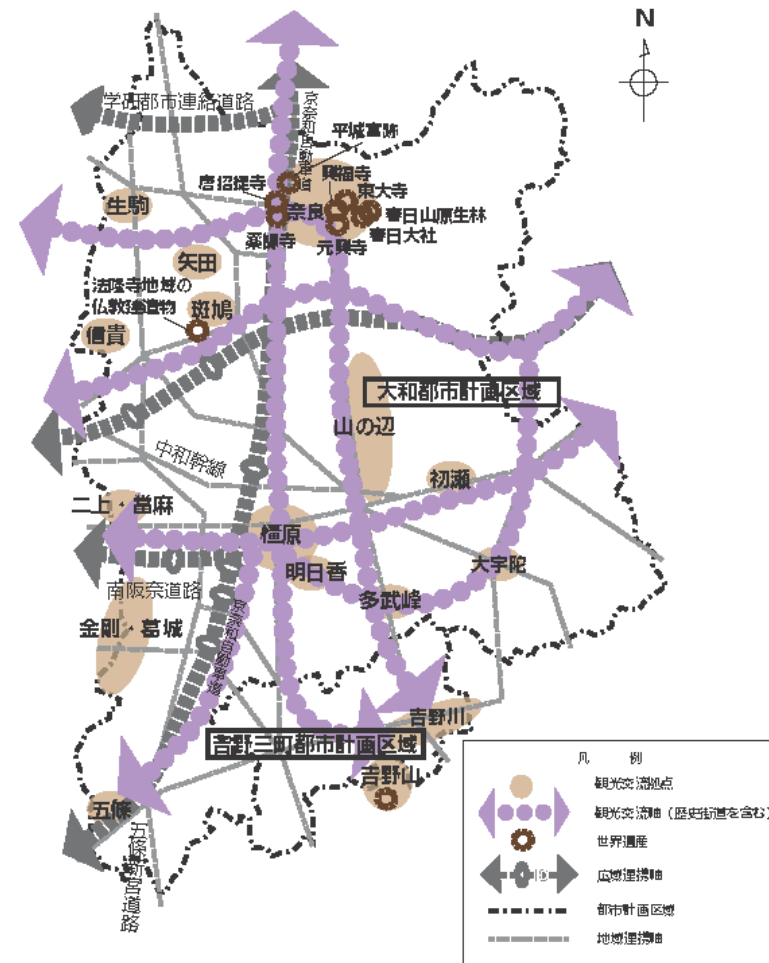 N
学研都市連絡道路
京奈和自動車道
平城宮跡
唐招提寺
興福寺
東大寺
生駒
奈良
春日山原生林
薬師寺
元興寺
春日大社
矢田
法隆寺地域の
仏教建造物
斑鳩
信貴
大和都市計画区域
山の辺
中和幹線
初瀬
二上・當麻
橿原
明日香
大宇陀
南阪奈道路
多武峰
金剛・葛城
京奈和自動車道
吉野川
吉野三町都市計画区域
吉野山
五條
五條新宮道路
凡 例
観光交流拠点
観光交流軸（歴史街道を含む）
世界遺産
IC
広域連携軸
都市計画区域
地域連携軸